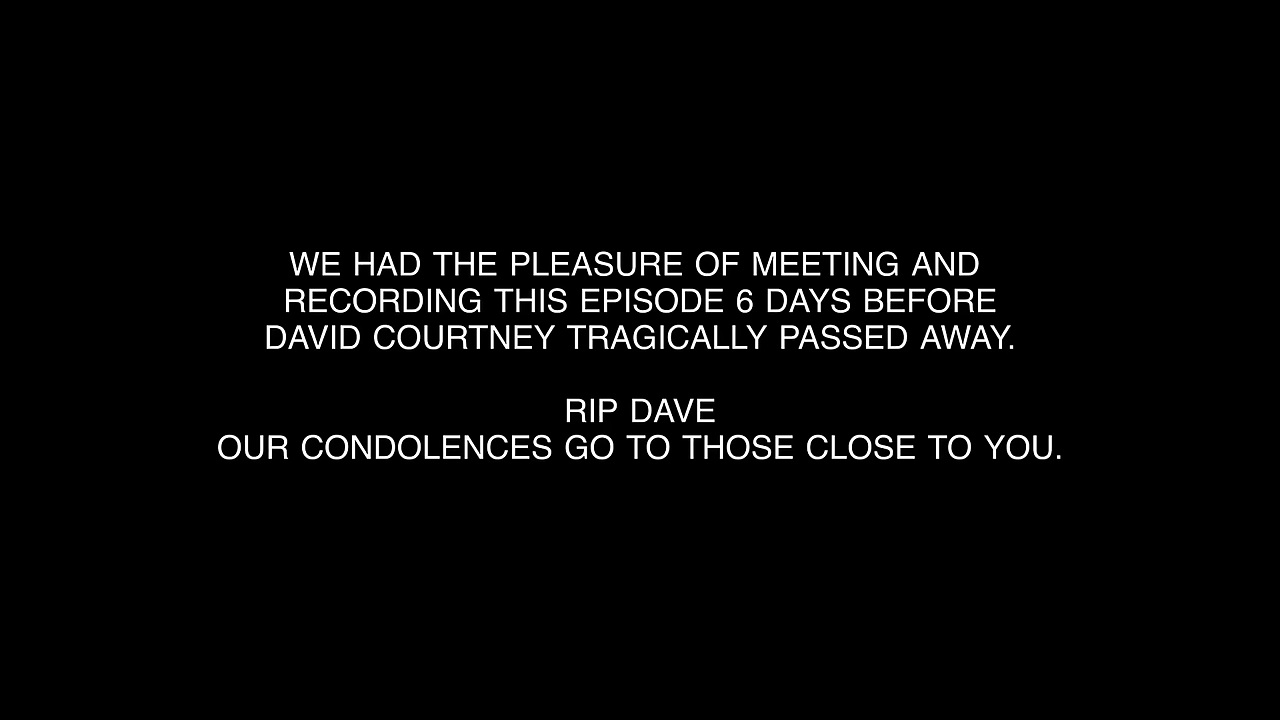 WE HAD THE PLEASURE OF MEETING AND
RECORDING THIS EPISODE 6 DAYS BEFORE
DAVID COURTNEY TRAGICALLY PASSED AWAY.
RIP DAVE
OUR CONDOLENCES GO TO THOSE CLOSE TO YOU.